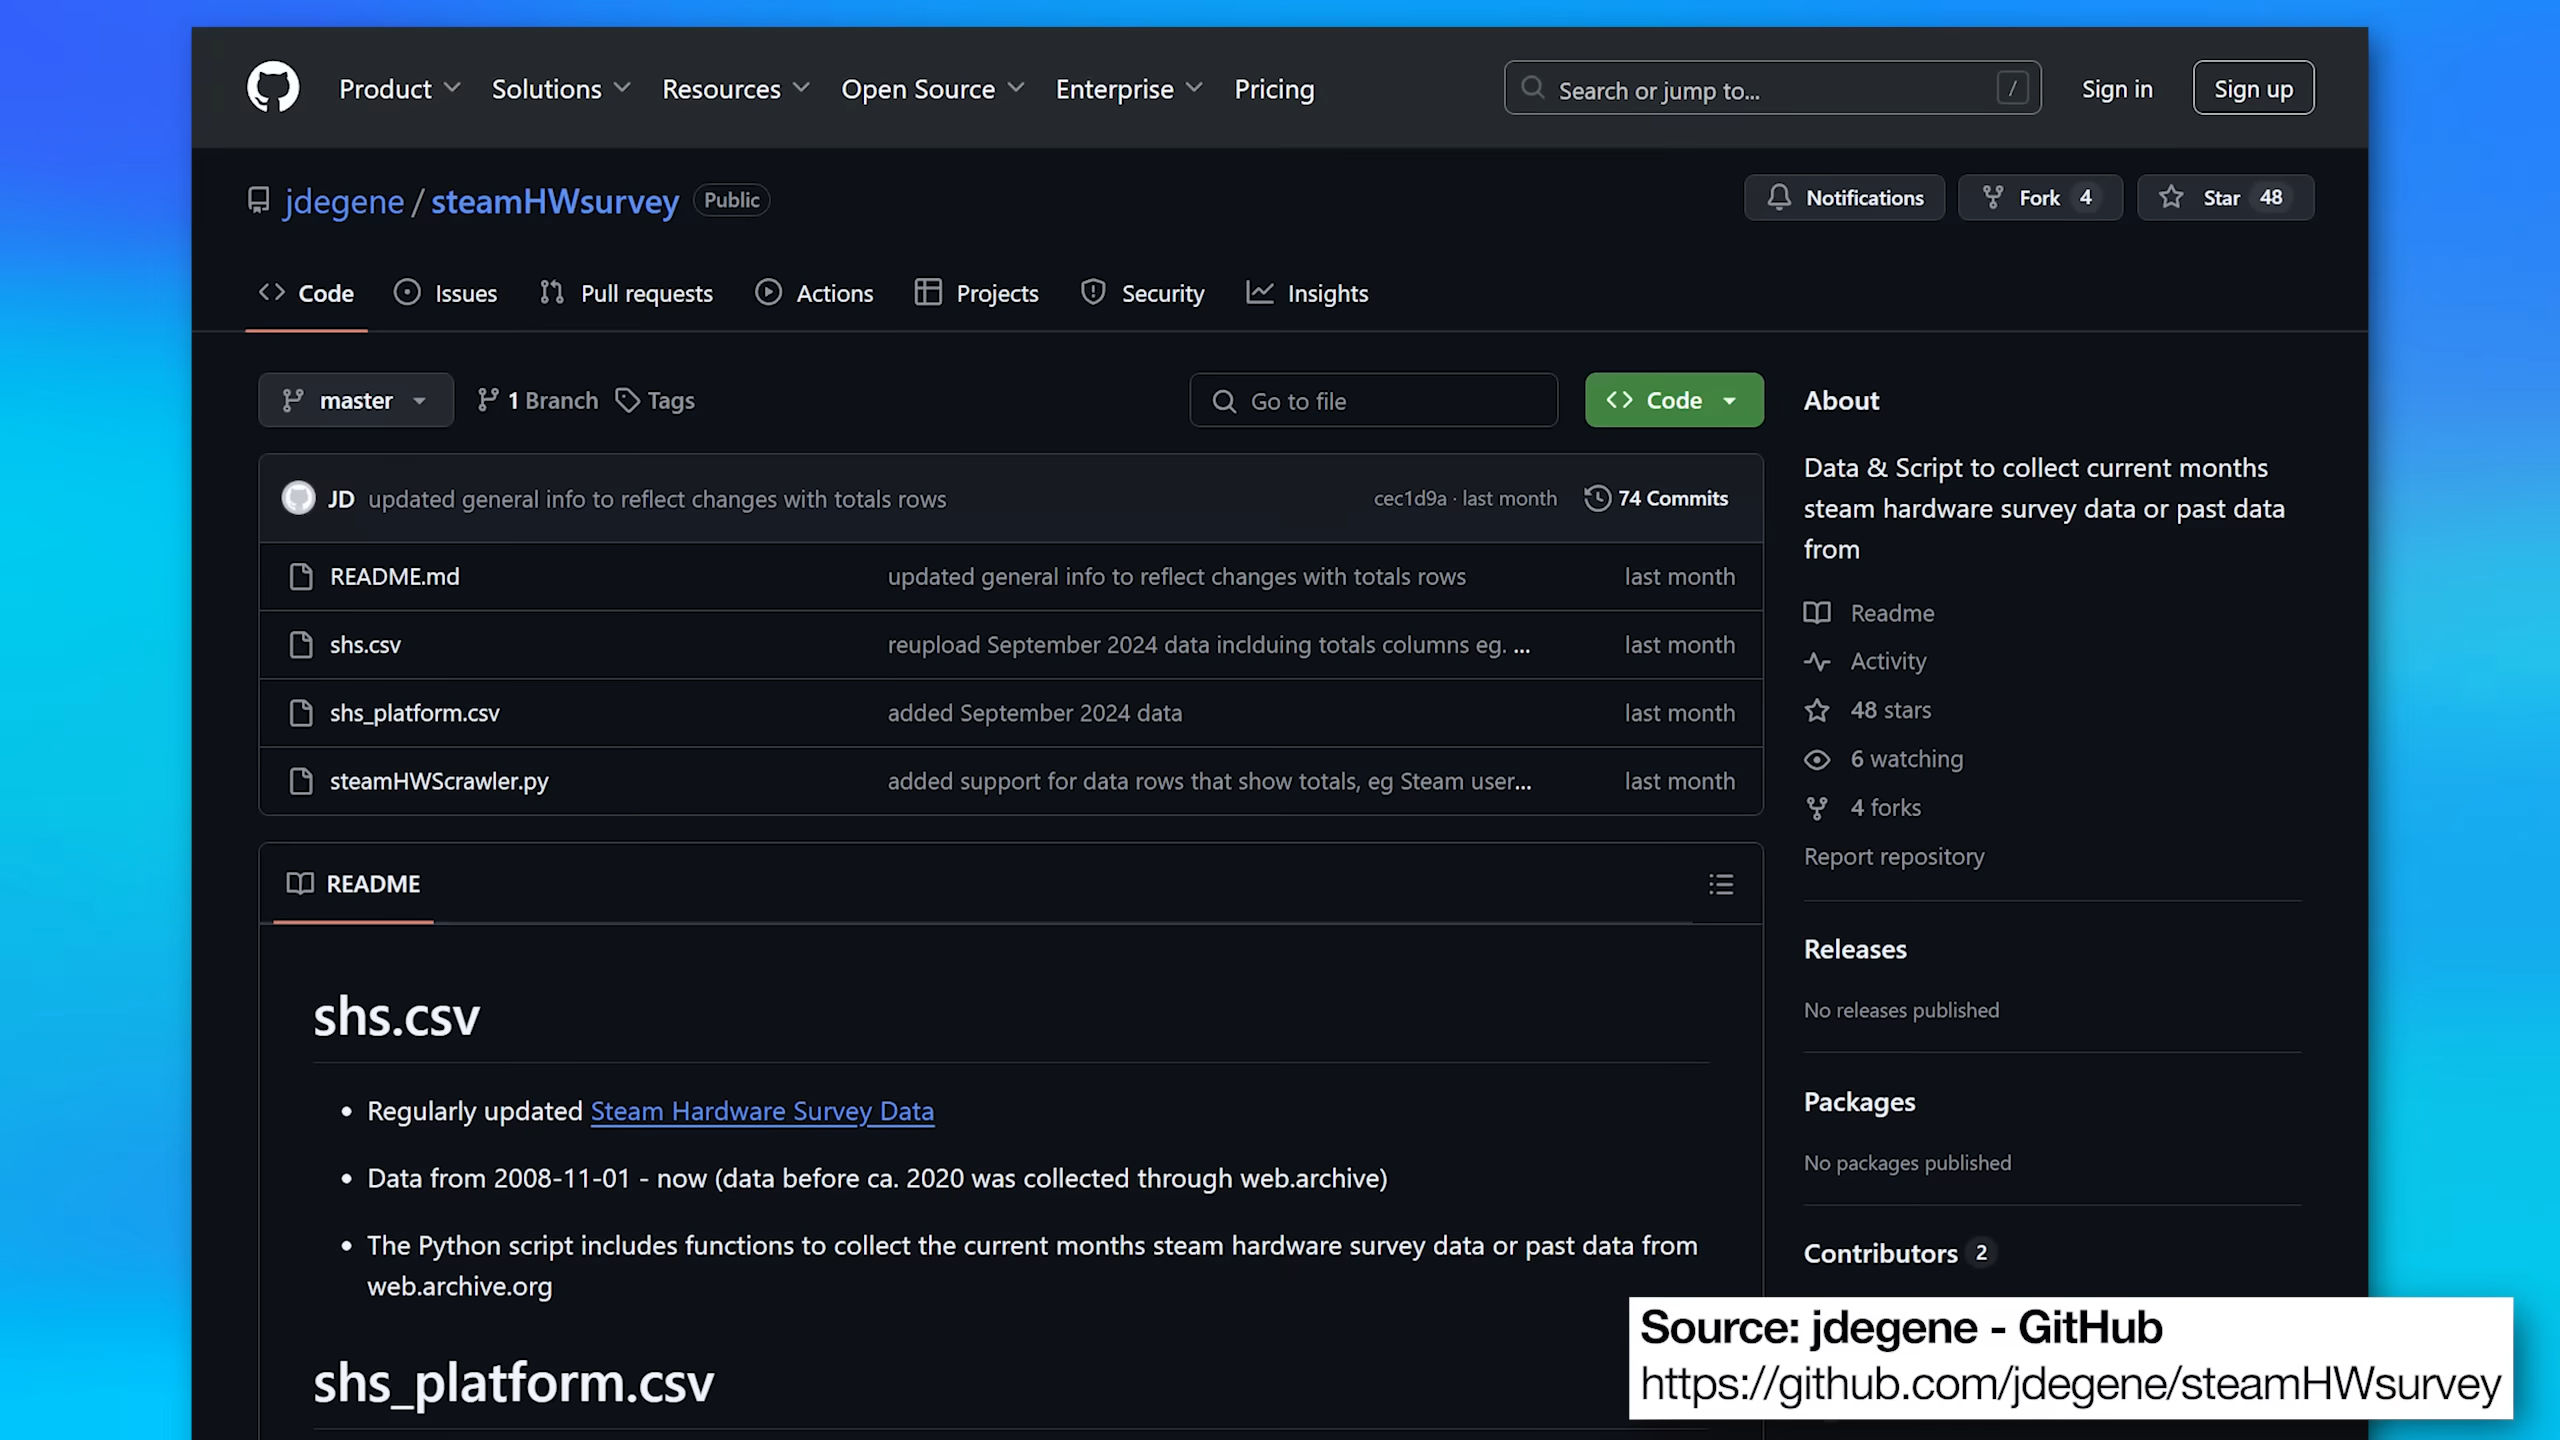 Product Solutions Resources Open Source Enterprise Pricing Search or jump to... / Sign in Sign up
jdegene / steamHWsurvey Public Notifications Fork 4 Star 48
Code Issues Pull requests Actions Projects Security Insights
master 1 Branch Tags Go to file Code
JD updated general info to reflect changes with totals rows cec1d9a · last month 74 Commits
README.md updated general info to reflect changes with totals rows last month
shs.csv reupload September 2024 data inclduing totals columns eg. ... last month
shs_platform.csv added September 2024 data last month
steamHWScrawler.py added support for data rows that show totals, eg Steam user... last month
README
shs.csv
• Regularly updated Steam Hardware Survey Data
• Data from 2008-11-01 - now (data before ca. 2020 was collected through web.archive)
• The Python script includes functions to collect the current months steam hardware survey data or past data from
web.archive.org
shs_platform.csv
About
Data & Script to collect current months
steam hardware survey data or past data
from
Readme
Activity
48 stars
6 watching
4 forks
Report repository
Releases
No releases published
Packages
No packages published
Contributors 2
Source: jdegene - GitHub
https://github.com/jdegene/steamHWsurvey